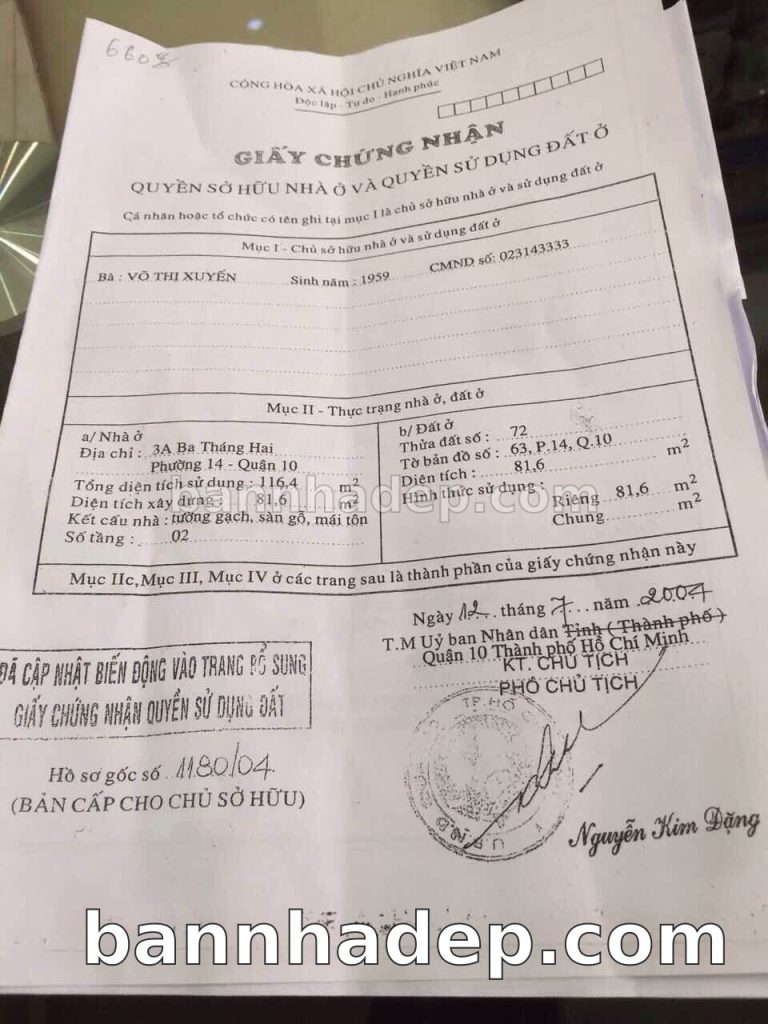 6608
CỘNG HÒA XÃ HỘI CHỦ NGHĨA VIỆT NAM
Độc lập - Tự do - Hạnh phúc
GIẤY CHỨNG NHẬN
QUYỀN SỞ HỮU NHÀ Ở VÀ QUYỀN SỬ DỤNG ĐẤT Ở
Cá nhân hoặc tổ chức có tên ghi tại mục I là chủ sở hữu nhà ở và sử dụng đất ở
Mục I - Chủ sở hữu nhà ở và sử dụng đất ở
Bà : VÕ THỊ XUYẾN Sinh năm : 1959 CMND số: 023143333
Mục II - Thực trạng nhà ở, đất ở
a/ Nhà ở
Địa chỉ : 3A Ba Tháng Hai
Phường 14 - Quận 10
Tổng diện tích sử dụng : 116,4 m2
Diện tích xây dựng 81,6 m2
Kết cấu nhà : tường gạch, sàn gỗ, mái tôn
Số tầng : 02
b/ Đất ở
Thửa đất số : 72
Tờ bản đồ số : 63, P.14, Q.10
Diện tích : 81,6 m2
Hình thức sử dụng :
Riêng 81,6 m2
Chung m2
bannhadep.com
Mục IIc, Mục III, Mục IV ở các trang sau là thành phần của giấy chứng nhận này
Ngày 12 tháng 7 năm 2004
T.M Uỷ ban Nhân dân Tỉnh ( Thành phố )
Quận 10 Thành phố Hồ Chí Minh
KT. CHỦ TỊCH
PHÓ CHỦ TỊCH
ĐÃ CẬP NHẬT BIẾN ĐỘNG VÀO TRANG BỔ SUNG
GIẤY CHỨNG NHẬN QUYỀN SỬ DỤNG ĐẤT
Hồ sơ gốc số 1180/04
(BẢN CẤP CHO CHỦ SỞ HỮU)
TP.HỒ
Nguyễn Kim Đặng
bannhadep.com